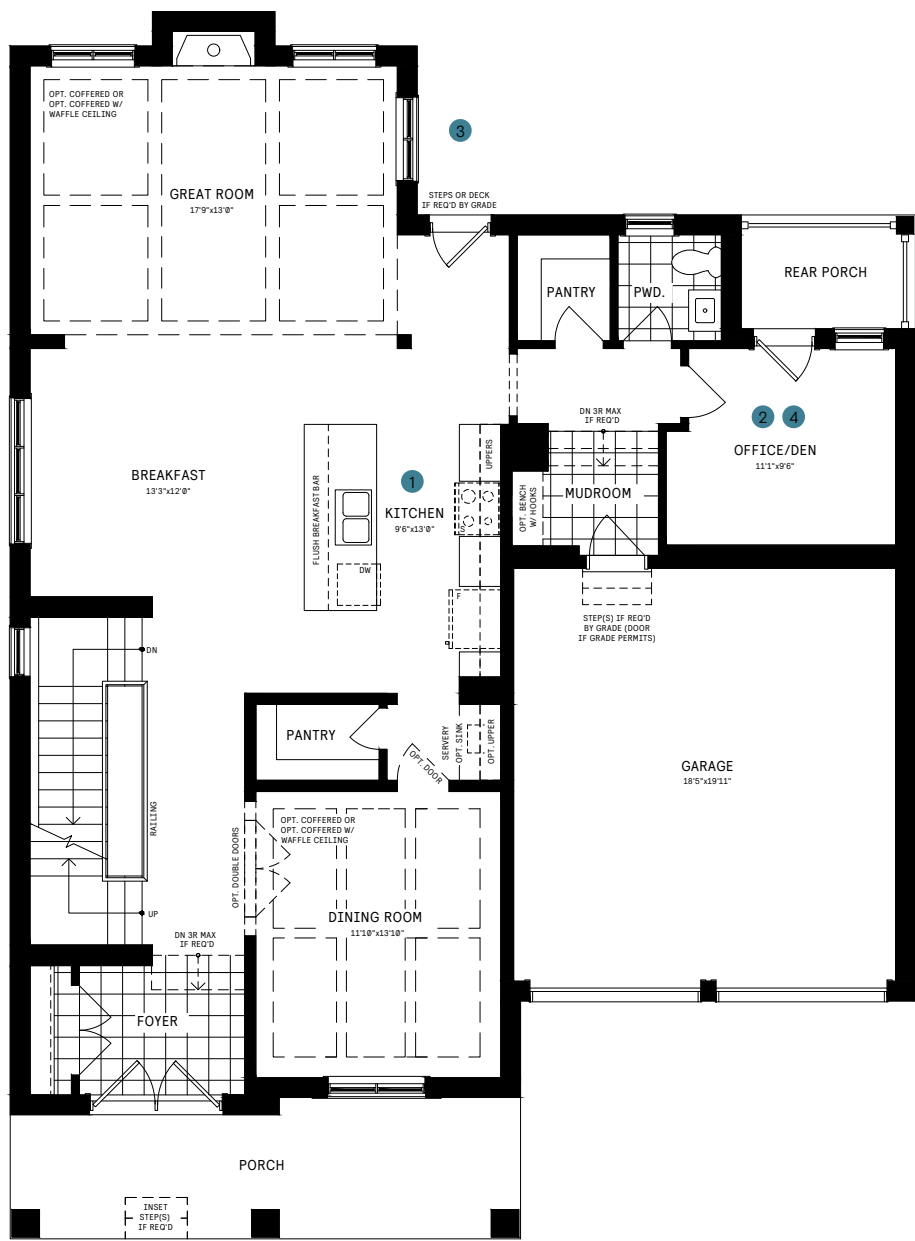 OPT. COFFERED OR
OPT. COFFERED W/
WAFFLE CEILING
GREAT ROOM
17'9"x13'0"
3
STEPS OR DECK
IF REQ'D BY GRADE
PANTRY
PWD.
REAR PORCH
DN 3R MAX
IF REQ'D
2
4
OFFICE/DEN
11'1"x9'6"
BREAKFAST
13'3"x12'0"
FLUSH BREAKFAST BAR
1
KITCHEN
9'6"x13'0"
UPPERS
S
DW
F
OPT. BENCH
W/ HOOKS
MUDROOM
STEP(S) IF REQ'D
BY GRADE (DOOR
IF GRADE PERMITS)
DN
PANTRY
SERVERY
OPT. SINK
OPT. UPPER
OPT. DOOR
GARAGE
18'5"x19'11"
RAILING
UP
OPT. DOUBLE DOORS
OPT. COFFERED OR
OPT. COFFERED W/
WAFFLE CEILING
DINING ROOM
11'10"x13'10"
DN 3R MAX
IF REQ'D
FOYER
PORCH
INSET
STEP(S)
IF REQ'D